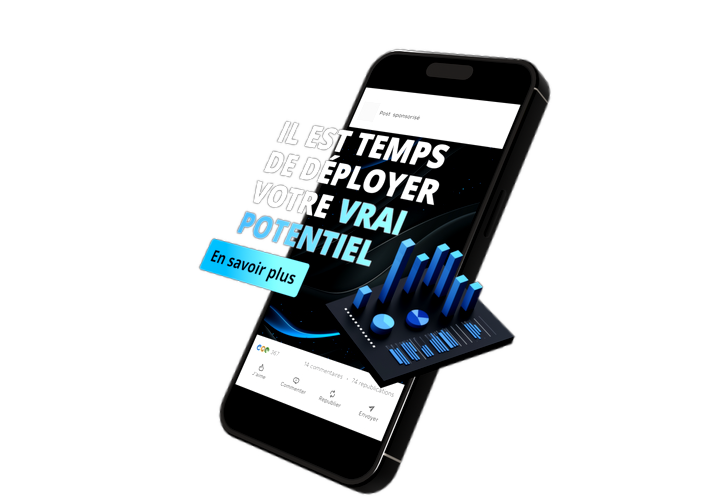 Post sponsorisé
IL EST TEMPS
DE DÉPLOYER
VOTRE VRAI
POTENTIEL
En savoir plus
367
14 commentaires • 74 republications
J'aime
Commenter
Republier
Envoyer